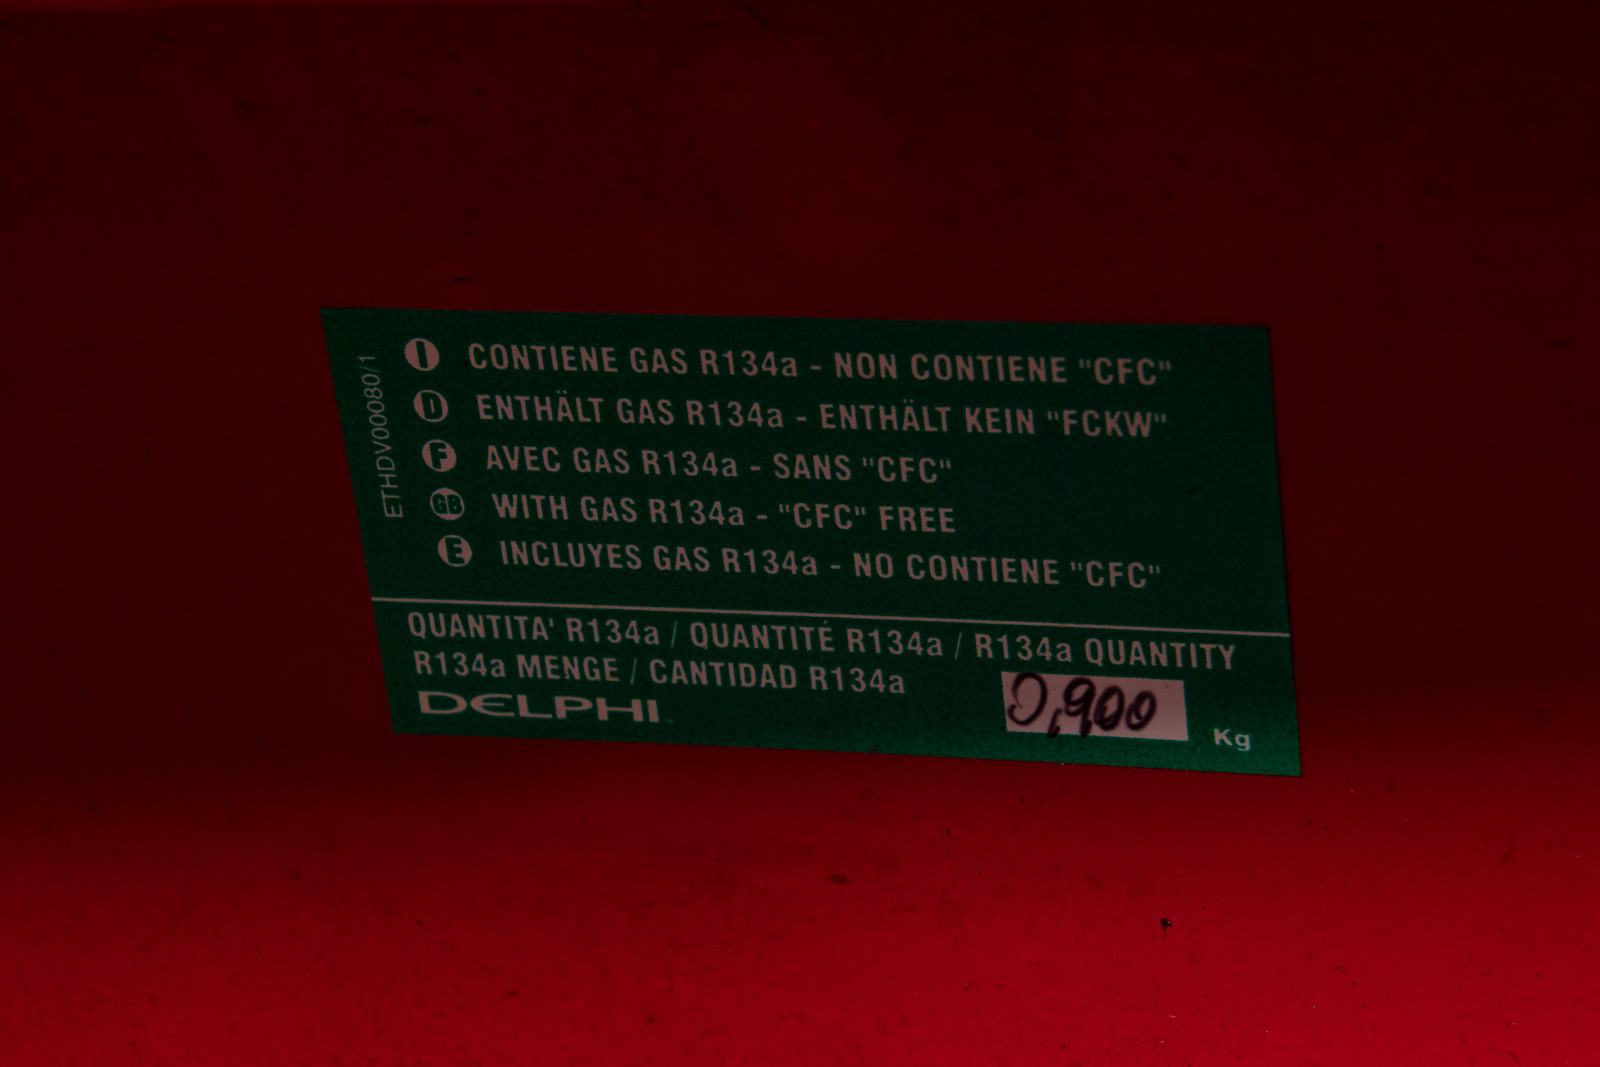 ETHDV00080/1
I CONTIENE GAS R134a - NON CONTIENE "CFC"
D ENTHÄLT GAS R134a - ENTHÄLT KEIN "FCKW"
F AVEC GAS R134a - SANS "CFC"
GB WITH GAS R134a - "CFC" FREE
E INCLUYES GAS R134a - NO CONTIENE "CFC"
QUANTITA' R134a / QUANTITÉ R134a / R134a QUANTITY
R134a MENGE / CANTIDAD R134a
DELPHI 0,900 Kg